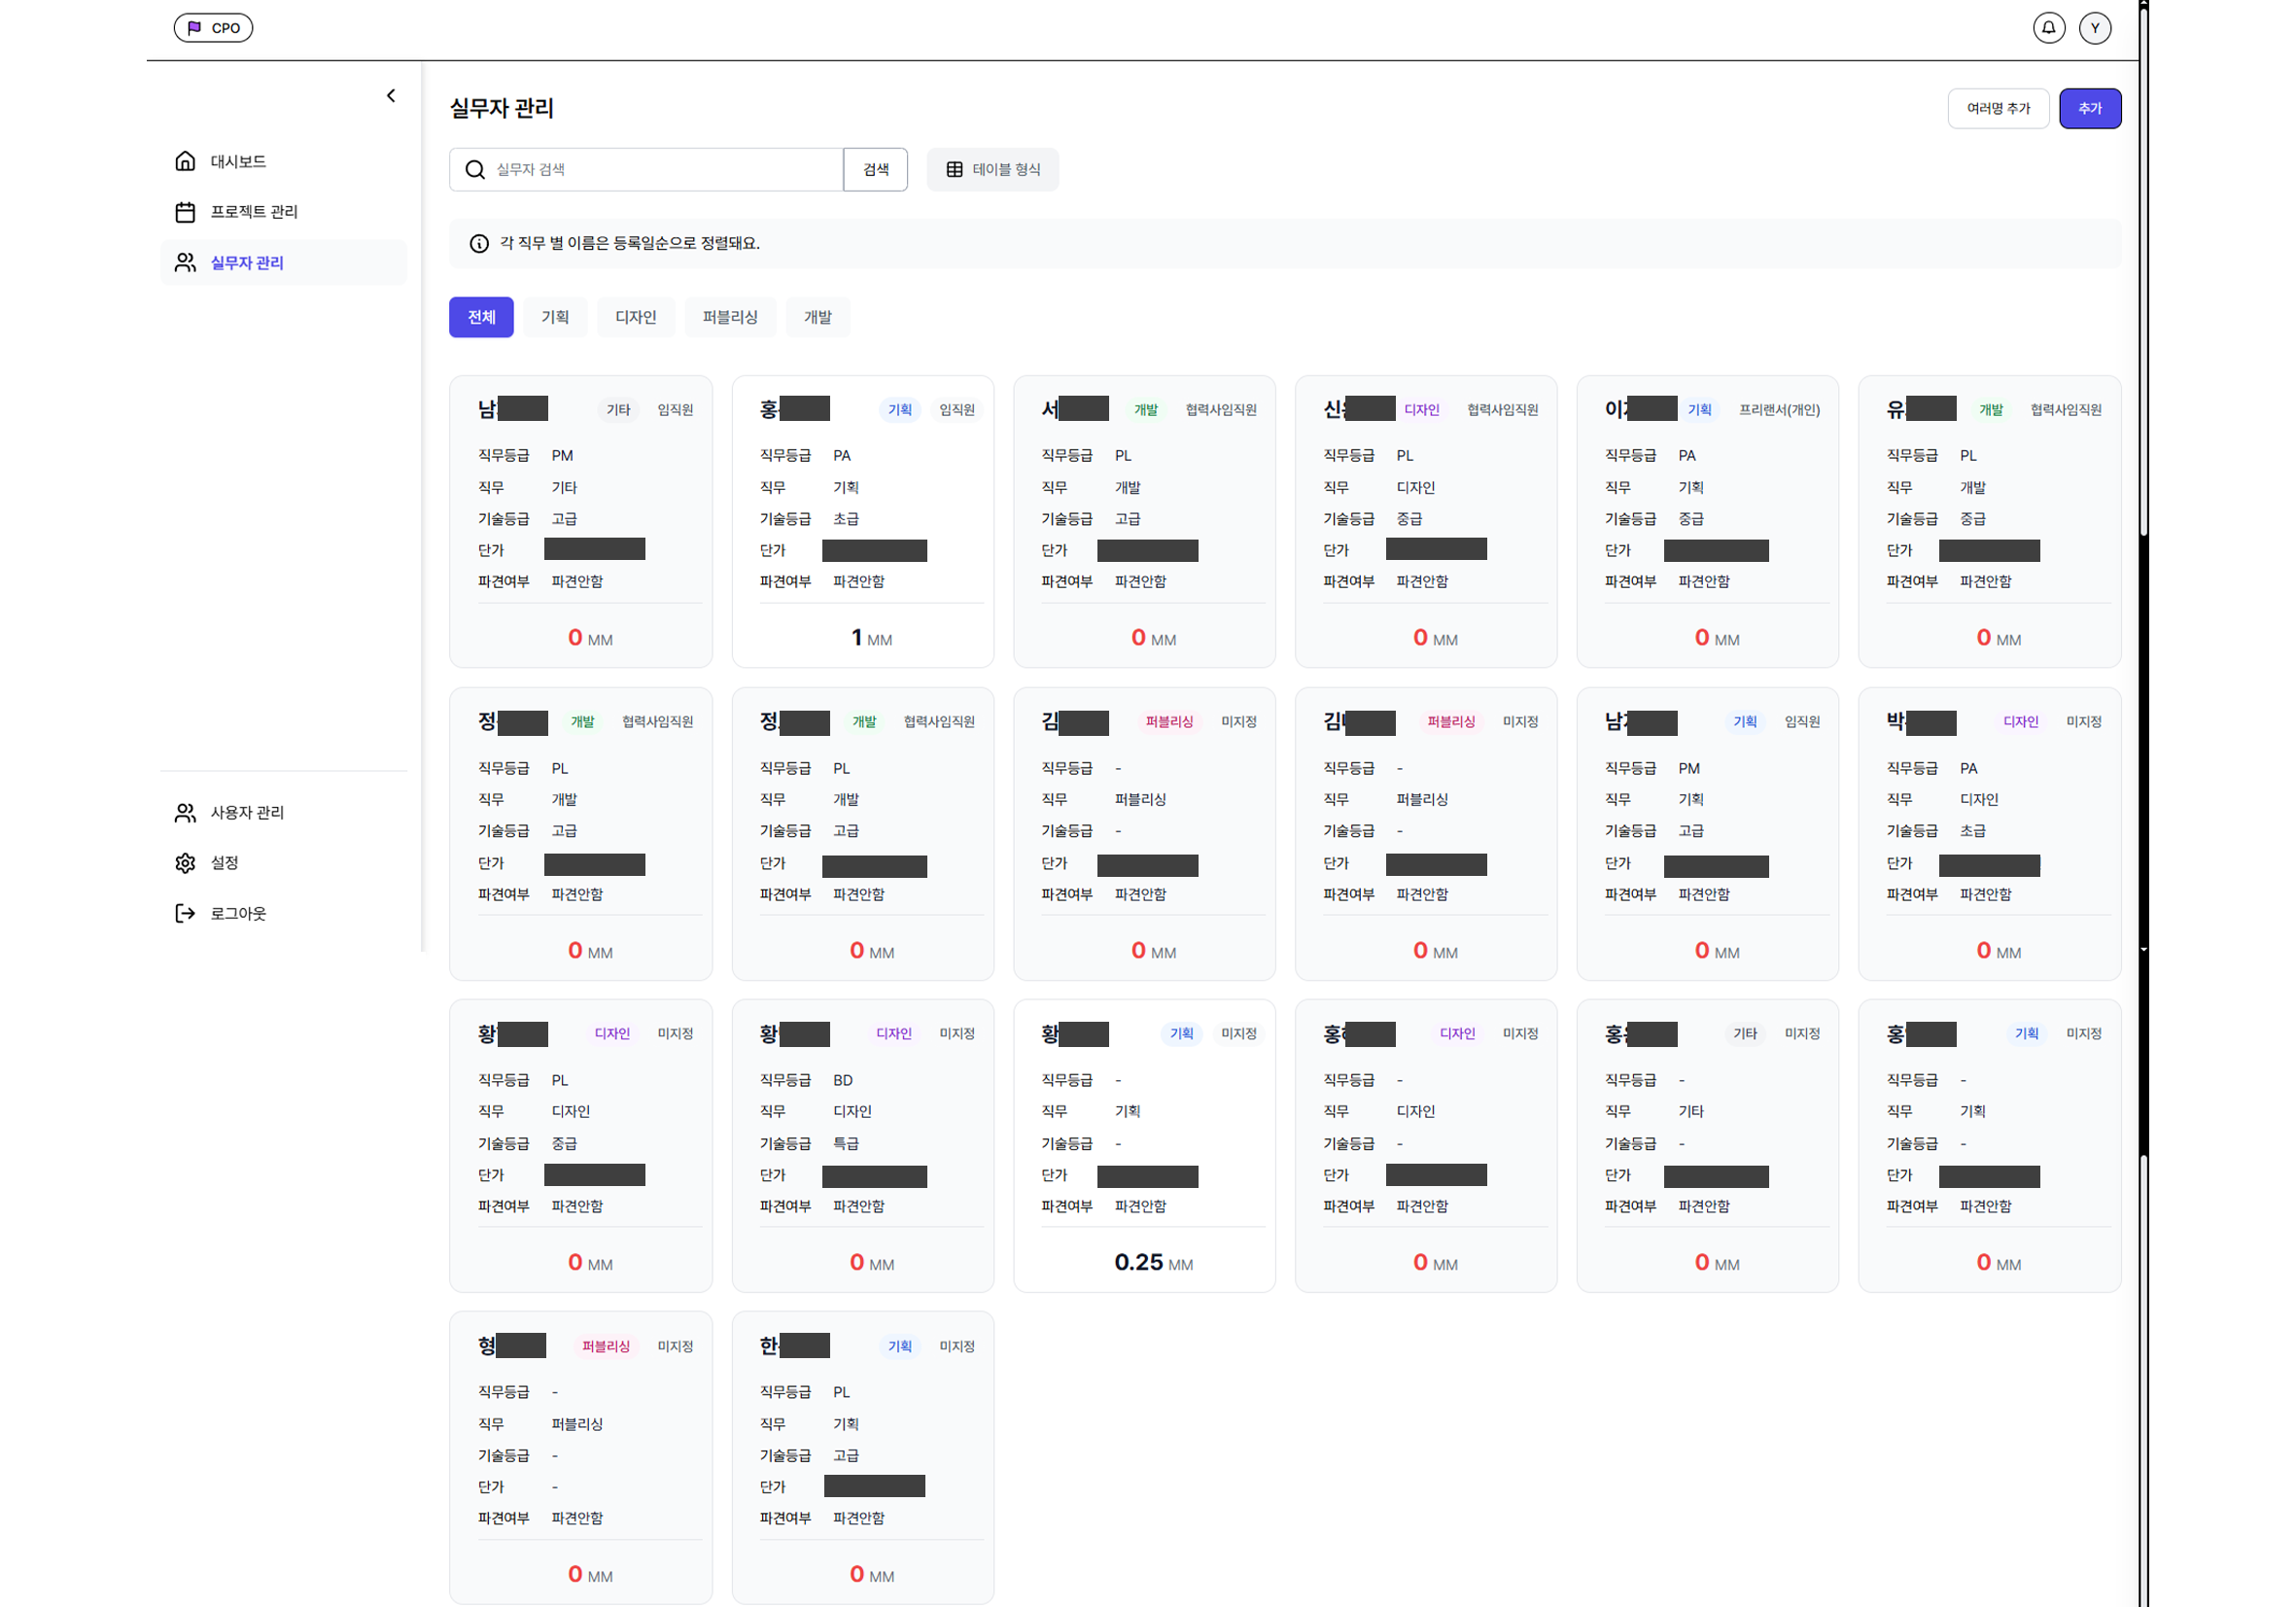 CPO
Y
실무자 관리
여러명 추가
추가
대시보드
프로젝트 관리
실무자 관리
실무자 검색
검색
테이블 형식
각 직무 별 이름은 등록일순으로 정렬돼요.
전체
기획
디자인
퍼블리싱
개발
남 기타 임직원
직무등급 PM
직무 기타
기술등급 고급
단가
파견여부 파견안함
0 MM
홍 기획 임직원
직무등급 PA
직무 기획
기술등급 초급
단가
파견여부 파견안함
1 MM
서 개발 협력사임직원
직무등급 PL
직무 개발
기술등급 고급
단가
파견여부 파견안함
0 MM
신 디자인 협력사임직원
직무등급 PL
직무 디자인
기술등급 중급
단가
파견여부 파견안함
0 MM
이 기획 프리랜서(개인)
직무등급 PA
직무 기획
기술등급 중급
단가
파견여부 파견안함
0 MM
유 개발 협력사임직원
직무등급 PL
직무 개발
기술등급 중급
단가
파견여부 파견안함
0 MM
정 개발 협력사임직원
직무등급 PL
직무 개발
기술등급 고급
단가
파견여부 파견안함
0 MM
정 개발 협력사임직원
직무등급 PL
직무 개발
기술등급 고급
단가
파견여부 파견안함
0 MM
김 퍼블리싱 미지정
직무등급 -
직무 퍼블리싱
기술등급 -
단가
파견여부 파견안함
0 MM
김 퍼블리싱 미지정
직무등급 -
직무 퍼블리싱
기술등급 -
단가
파견여부 파견안함
0 MM
남 기획 임직원
직무등급 PM
직무 기획
기술등급 고급
단가
파견여부 파견안함
0 MM
박 디자인 미지정
직무등급 PA
직무 디자인
기술등급 초급
단가
파견여부 파견안함
0 MM
황 디자인 미지정
직무등급 PL
직무 디자인
기술등급 중급
단가
파견여부 파견안함
0 MM
황 디자인 미지정
직무등급 BD
직무 디자인
기술등급 특급
단가
파견여부 파견안함
0 MM
황 기획 미지정
직무등급 -
직무 기획
기술등급 -
단가
파견여부 파견안함
0.25 MM
홍 디자인 미지정
직무등급 -
직무 디자인
기술등급 -
단가
파견여부 파견안함
0 MM
홍 기타 미지정
직무등급 -
직무 기타
기술등급 -
단가
파견여부 파견안함
0 MM
홍 기획 미지정
직무등급 -
직무 기획
기술등급 -
단가
파견여부 파견안함
0 MM
형 퍼블리싱 미지정
직무등급 -
직무 퍼블리싱
기술등급 -
단가 -
파견여부 파견안함
0 MM
한 기획 미지정
직무등급 PL
직무 기획
기술등급 고급
단가
파견여부 파견안함
0 MM
사용자 관리
설정
로그아웃